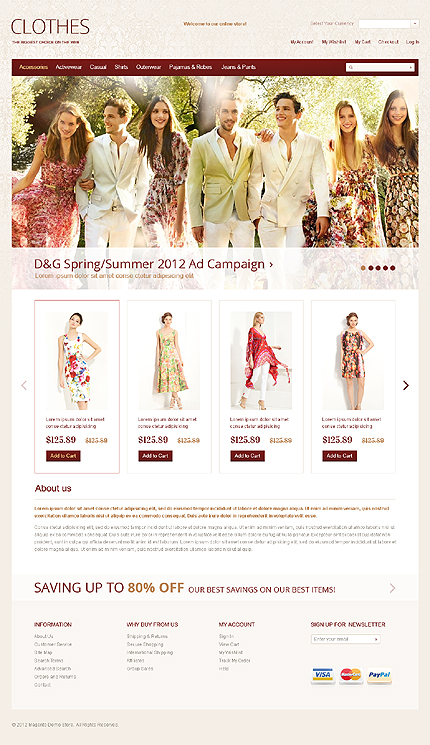 CLOTHES
THE BIGGEST CHOICE ON THE WEB
Welcome to our online store!
Select Your Currency
My Account My Wishlist My Cart Checkout Log In
Accessories Activewear Casual Shirts Outerwear Pajamas & Robes Jeans & Pants
D&G Spring/Summer 2012 Ad Campaign ›
Lorem ipsum dolor sit amet conse ctetur adipisicing elit
Lorem ipsum dolor sit amet
conse ctetur adipisicing
$125.89 $125.89
Add to Cart
Lorem ipsum dolor sit amet
conse ctetur adipisicing
$125.89 $125.89
Add to Cart
Lorem ipsum dolor sit amet
conse ctetur adipisicing
$125.89 $125.89
Add to Cart
Lorem ipsum dolor sit amet
conse ctetur adipisicing
$125.89 $125.89
Add to Cart
About us
Lorem ipsum dolor sit amet conse ctetur adipisicing elit, sed do eiusmod tempor incididunt ut labore et dolore magna aliqua. Ut enim ad minim veniam, quis nostrud
exercitation ullamco laboris nisi ut aliquip ex ea commodo consequat. Duis aute irure dolor in reprehenderit in voluptate velit esse.
SAVING UP TO 80% OFF OUR BEST SAVINGS ON OUR BEST ITEMS!
INFORMATION
About Us
Customer Service
Site Map
Search Terms
Advanced Search
Orders and Returns
Contact
WHY BUY FROM US
Shipping & Returns
Secure Shopping
International Shipping
Affiliates
Group Sales
MY ACCOUNT
Sign In
View Cart
My Wishlist
Track My Order
Help
SIGN UP FOR NEWSLETTER
Enter your email
VISA MasterCard PayPal
© 2012 Magento Demo Store. All Rights Reserved.